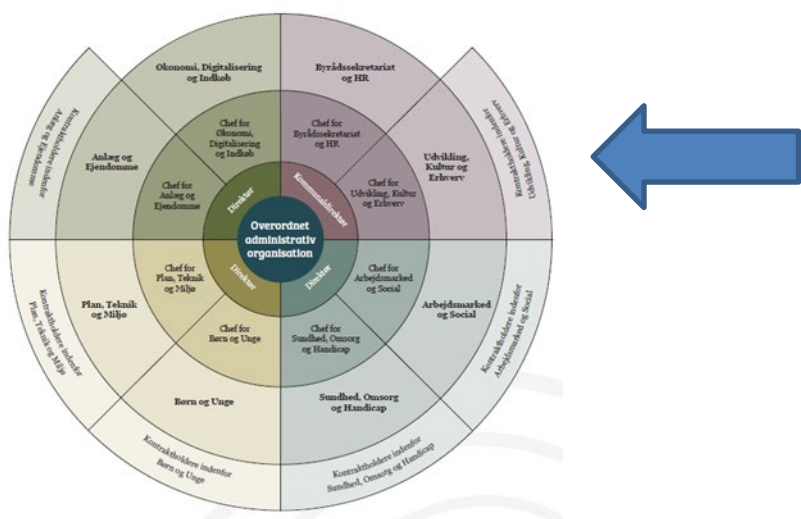 Økonomi, Digitalisering
og Indkøb
Byrådssekretariat
og HR
Kontraktholdere indenfor
Anlæg og Ejendomme
Anlæg og
Ejendomme
Chef for
Økonomi,
Digitalisering
og Indkøb
Chef for
Byrådssekretariat
og HR
Udvikling,
Kultur og
Erhverv
Kontraktholdere indenfor
Udvikling, Kultur og Erhverv
Chef for
Anlæg og
Ejendomme
Direktør
Kommunaldirektør
Chef for
Udvikling, Kultur
og Erhverv
Overordnet
administrativ
organisation
Kontraktholdere indenfor
Plan, Teknik og Miljø
Plan, Teknik
og Miljø
Chef for
Plan, Teknik
og Miljø
Direktør
Direktør
Chef for
Arbejdsmarked
og Social
Arbejdsmarked
og Social
Kontraktholdere indenfor
Arbejdsmarked og Social
Chef for
Børn og Unge
Chef for
Sundhed, Omsorg
og Handicap
Børn og Unge
Sundhed, Omsorg
og Handicap
Kontraktholdere indenfor
Børn og Unge
Kontraktholdere indenfor
Sundhed, Omsorg og Handicap